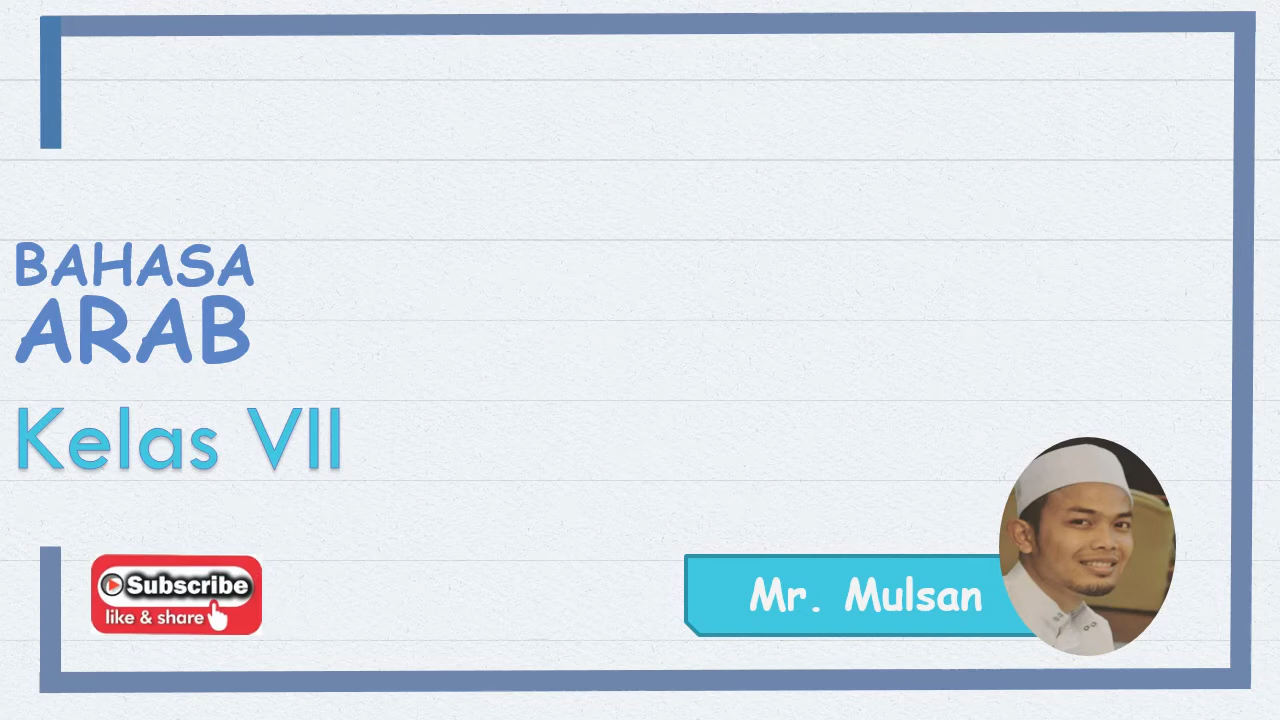 BAHASA
ARAB
Kelas VII
Subscribe
like & share
Mr. Mulsan